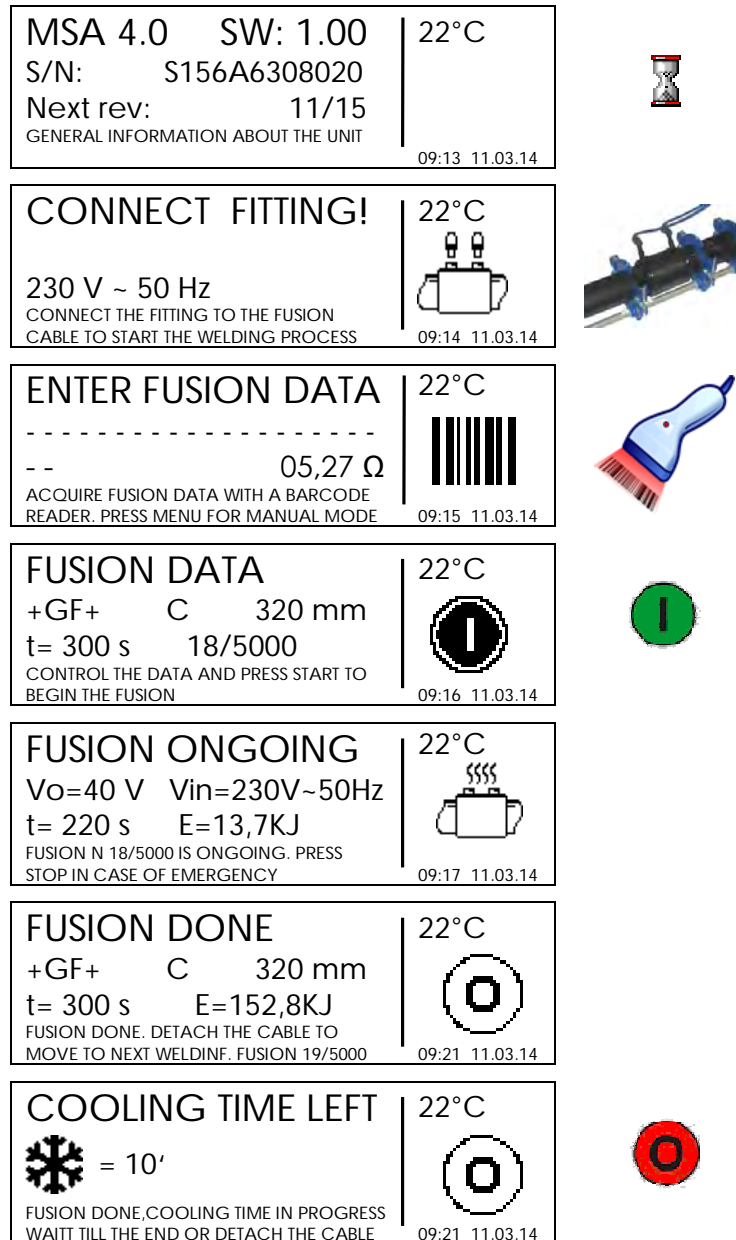 MSA 4.0 SW: 1.00
22°C
S/N: S156A6308020
Next rev: 11/15
GENERAL INFORMATION ABOUT THE UNIT
09:13 11.03.14
CONNECT FITTING!
22°C
230 V ~ 50 Hz
CONNECT THE FITTING TO THE FUSION
CABLE TO START THE WELDING PROCESS
09:14 11.03.14
ENTER FUSION DATA
22°C
- - - - - - - - - - - - - - - - - - - -
- - 05,27 Ω
ACQUIRE FUSION DATA WITH A BARCODE
READER. PRESS MENU FOR MANUAL MODE
09:15 11.03.14
FUSION DATA
22°C
+GF+ C 320 mm
t= 300 s 18/5000
CONTROL THE DATA AND PRESS START TO
BEGIN THE FUSION
I
09:16 11.03.14
I
FUSION ONGOING
22°C
Vo=40 V Vin=230V~50Hz
t= 220 s E=13,7KJ
FUSION N 18/5000 IS ONGOING. PRESS
STOP IN CASE OF EMERGENCY
09:17 11.03.14
FUSION DONE
22°C
+GF+ C 320 mm
t= 300 s E=152,8KJ
FUSION DONE. DETACH THE CABLE TO
MOVE TO NEXT WELDINF. FUSION 19/5000
O
09:21 11.03.14
COOLING TIME LEFT
22°C
= 10‘
FUSION DONE,COOLING TIME IN PROGRESS
WAITT TILL THE END OR DETACH THE CABLE
O
09:21 11.03.14
O